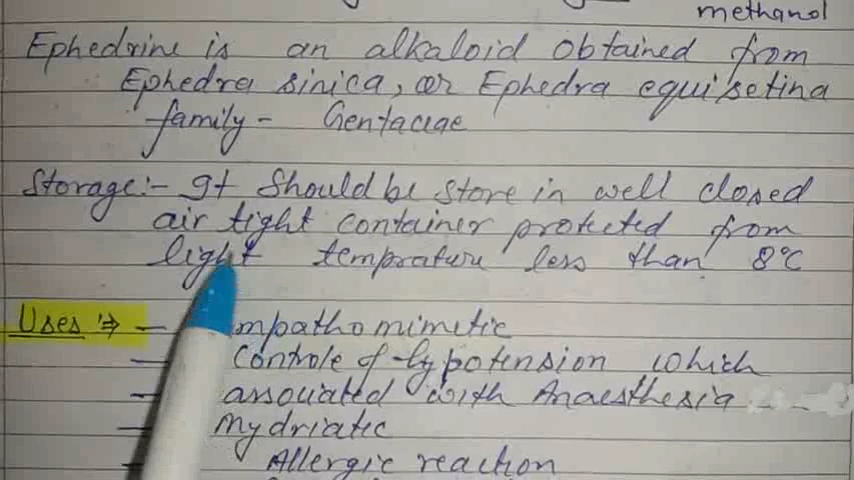 methanol
Ephedrine is an alkaloid obtained from
Ephedra sinica, or Ephedra equisetina
family - Gentaciae
Storage:- It should be store in well closed
air tight container protected from
light temprature less than 8°C
Uses ⇒ - mpathomimetic
- Controle of hypotension which
associated with Anaesthesia
- mydriatic
- Allergic reaction